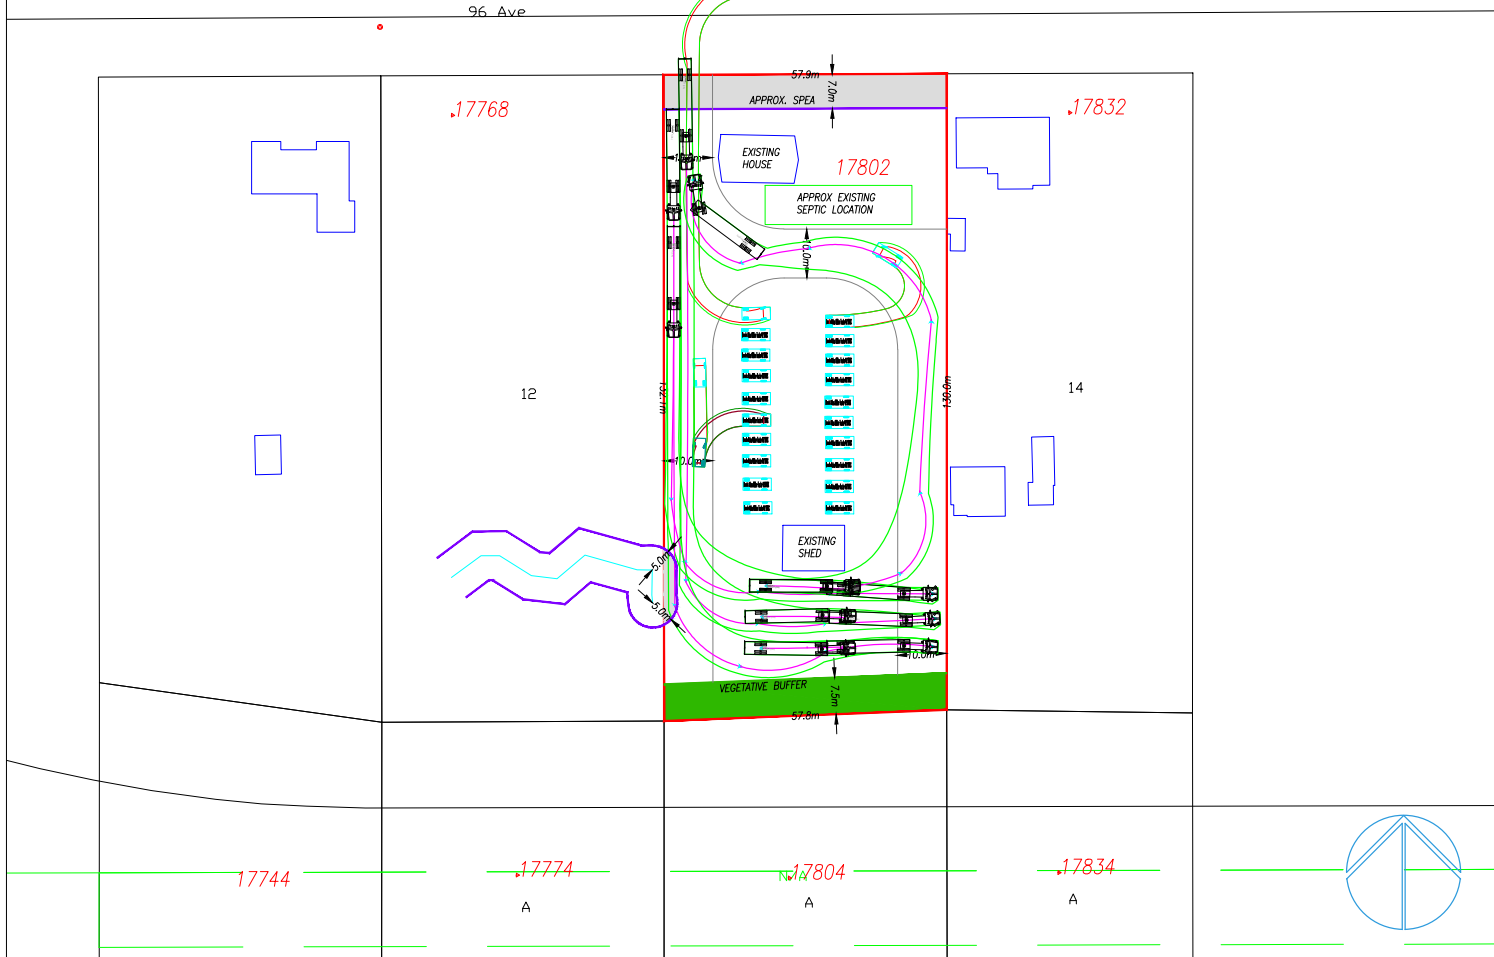 96 Ave
57.9m
7.0m
APPROX. SPEA
17768
17832
EXISTING
HOUSE
17802
APPROX EXISTING
SEPTIC LOCATION
10.0m
12
132.1m
130.0m
14
10.0m
EXISTING
SHED
5.0m
5.0m
10.0m
VEGETATIVE BUFFER
7.5m
57.8m
17744
17774
N/A
17804
17834
A
A
A